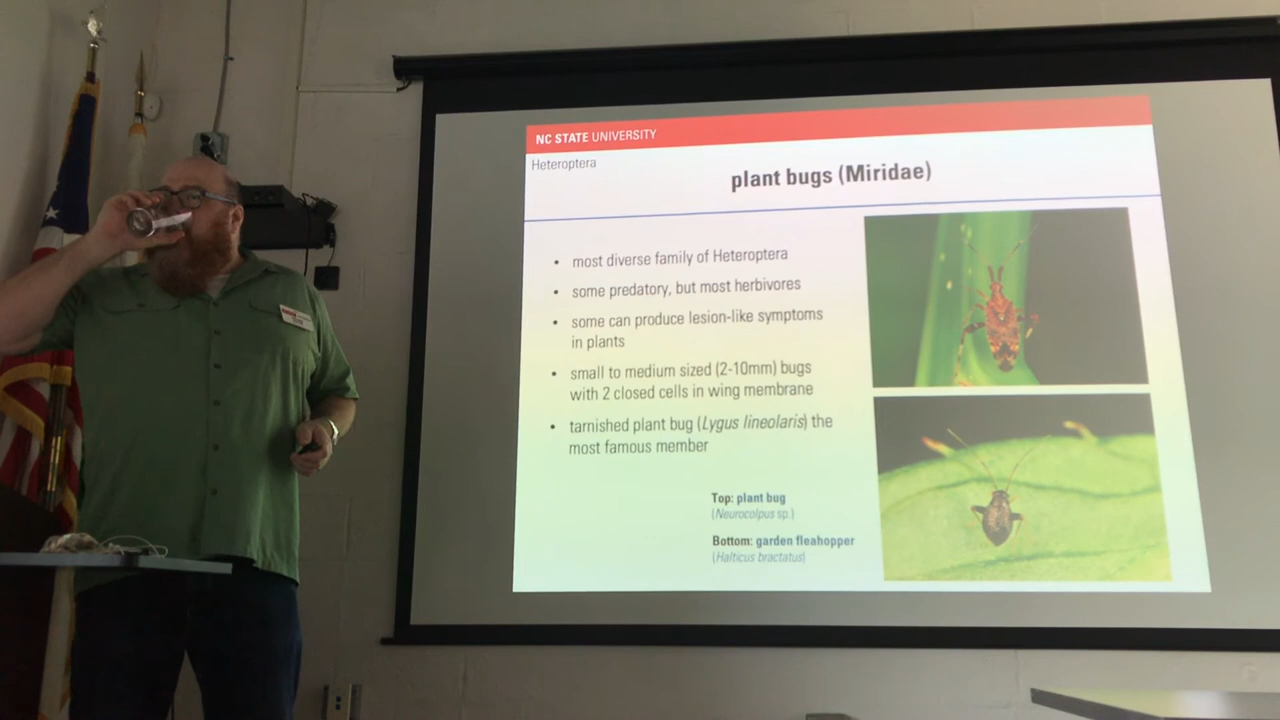 NC STATE UNIVERSITY
Heteroptera
plant bugs (Miridae)
• most diverse family of Heteroptera
• some predatory, but most herbivores
• some can produce lesion-like symptoms
in plants
• small to medium sized (2-10mm) bugs
with 2 closed cells in wing membrane
• tarnished plant bug (Lygus lineolaris) the
most famous member
Top: plant bug
(Neurocolpus sp.)
Bottom: garden fleahopper
(Halticus bractatus)